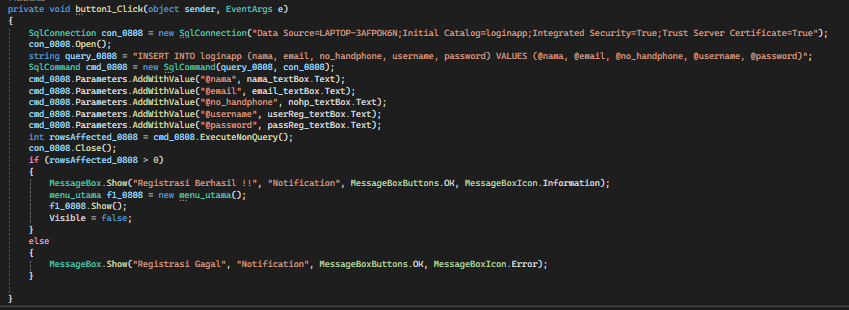 private void button1_Click(object sender, EventArgs e)
{
SqlConnection con_0808 = new SqlConnection("Data Source=LAPTOP-3AFPOK6N;Initial Catalog=loginapp;Integrated Security=True;Trust Server Certificate=True");
con_0808.Open();
string query_0808 = "INSERT INTO loginapp (nama, email, no_handphone, username, password) VALUES (@nama, @email, @no_handphone, @username, @password)";
SqlCommand cmd_0808 = new SqlCommand(query_0808, con_0808);
cmd_0808.Parameters.AddWithValue("@nama", nama_textBox.Text);
cmd_0808.Parameters.AddWithValue("@email", email_textBox.Text);
cmd_0808.Parameters.AddWithValue("@no_handphone", nohp_textBox.Text);
cmd_0808.Parameters.AddWithValue("@username", userReg_textBox.Text);
cmd_0808.Parameters.AddWithValue("@password", passReg_textBox.Text);
int rowsAffected_0808 = cmd_0808.ExecuteNonQuery();
con_0808.Close();
if (rowsAffected_0808 > 0)
{
MessageBox.Show("Registrasi Berhasil !!", "Notification", MessageBoxButtons.OK, MessageBoxIcon.Information);
menu_utama f1_0808 = new menu_utama();
f1_0808.Show();
Visible = false;
}
else
{
MessageBox.Show("Registrasi Gagal", "Notification", MessageBoxButtons.OK, MessageBoxIcon.Error);
}
}